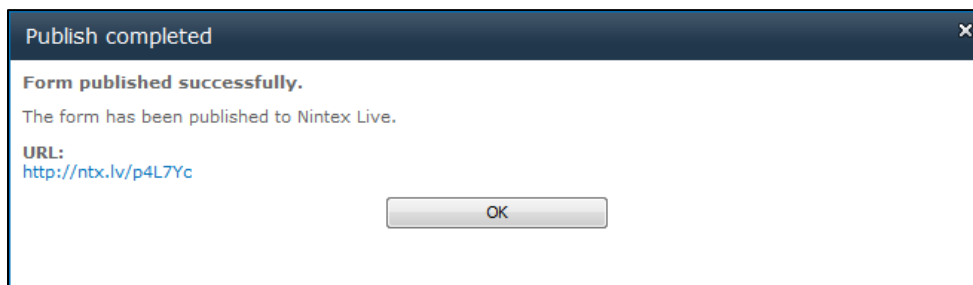 Publish completed
Form published successfully.
The form has been published to Nintex Live.
URL:
http://ntx.lv/p4L7Yc
OK